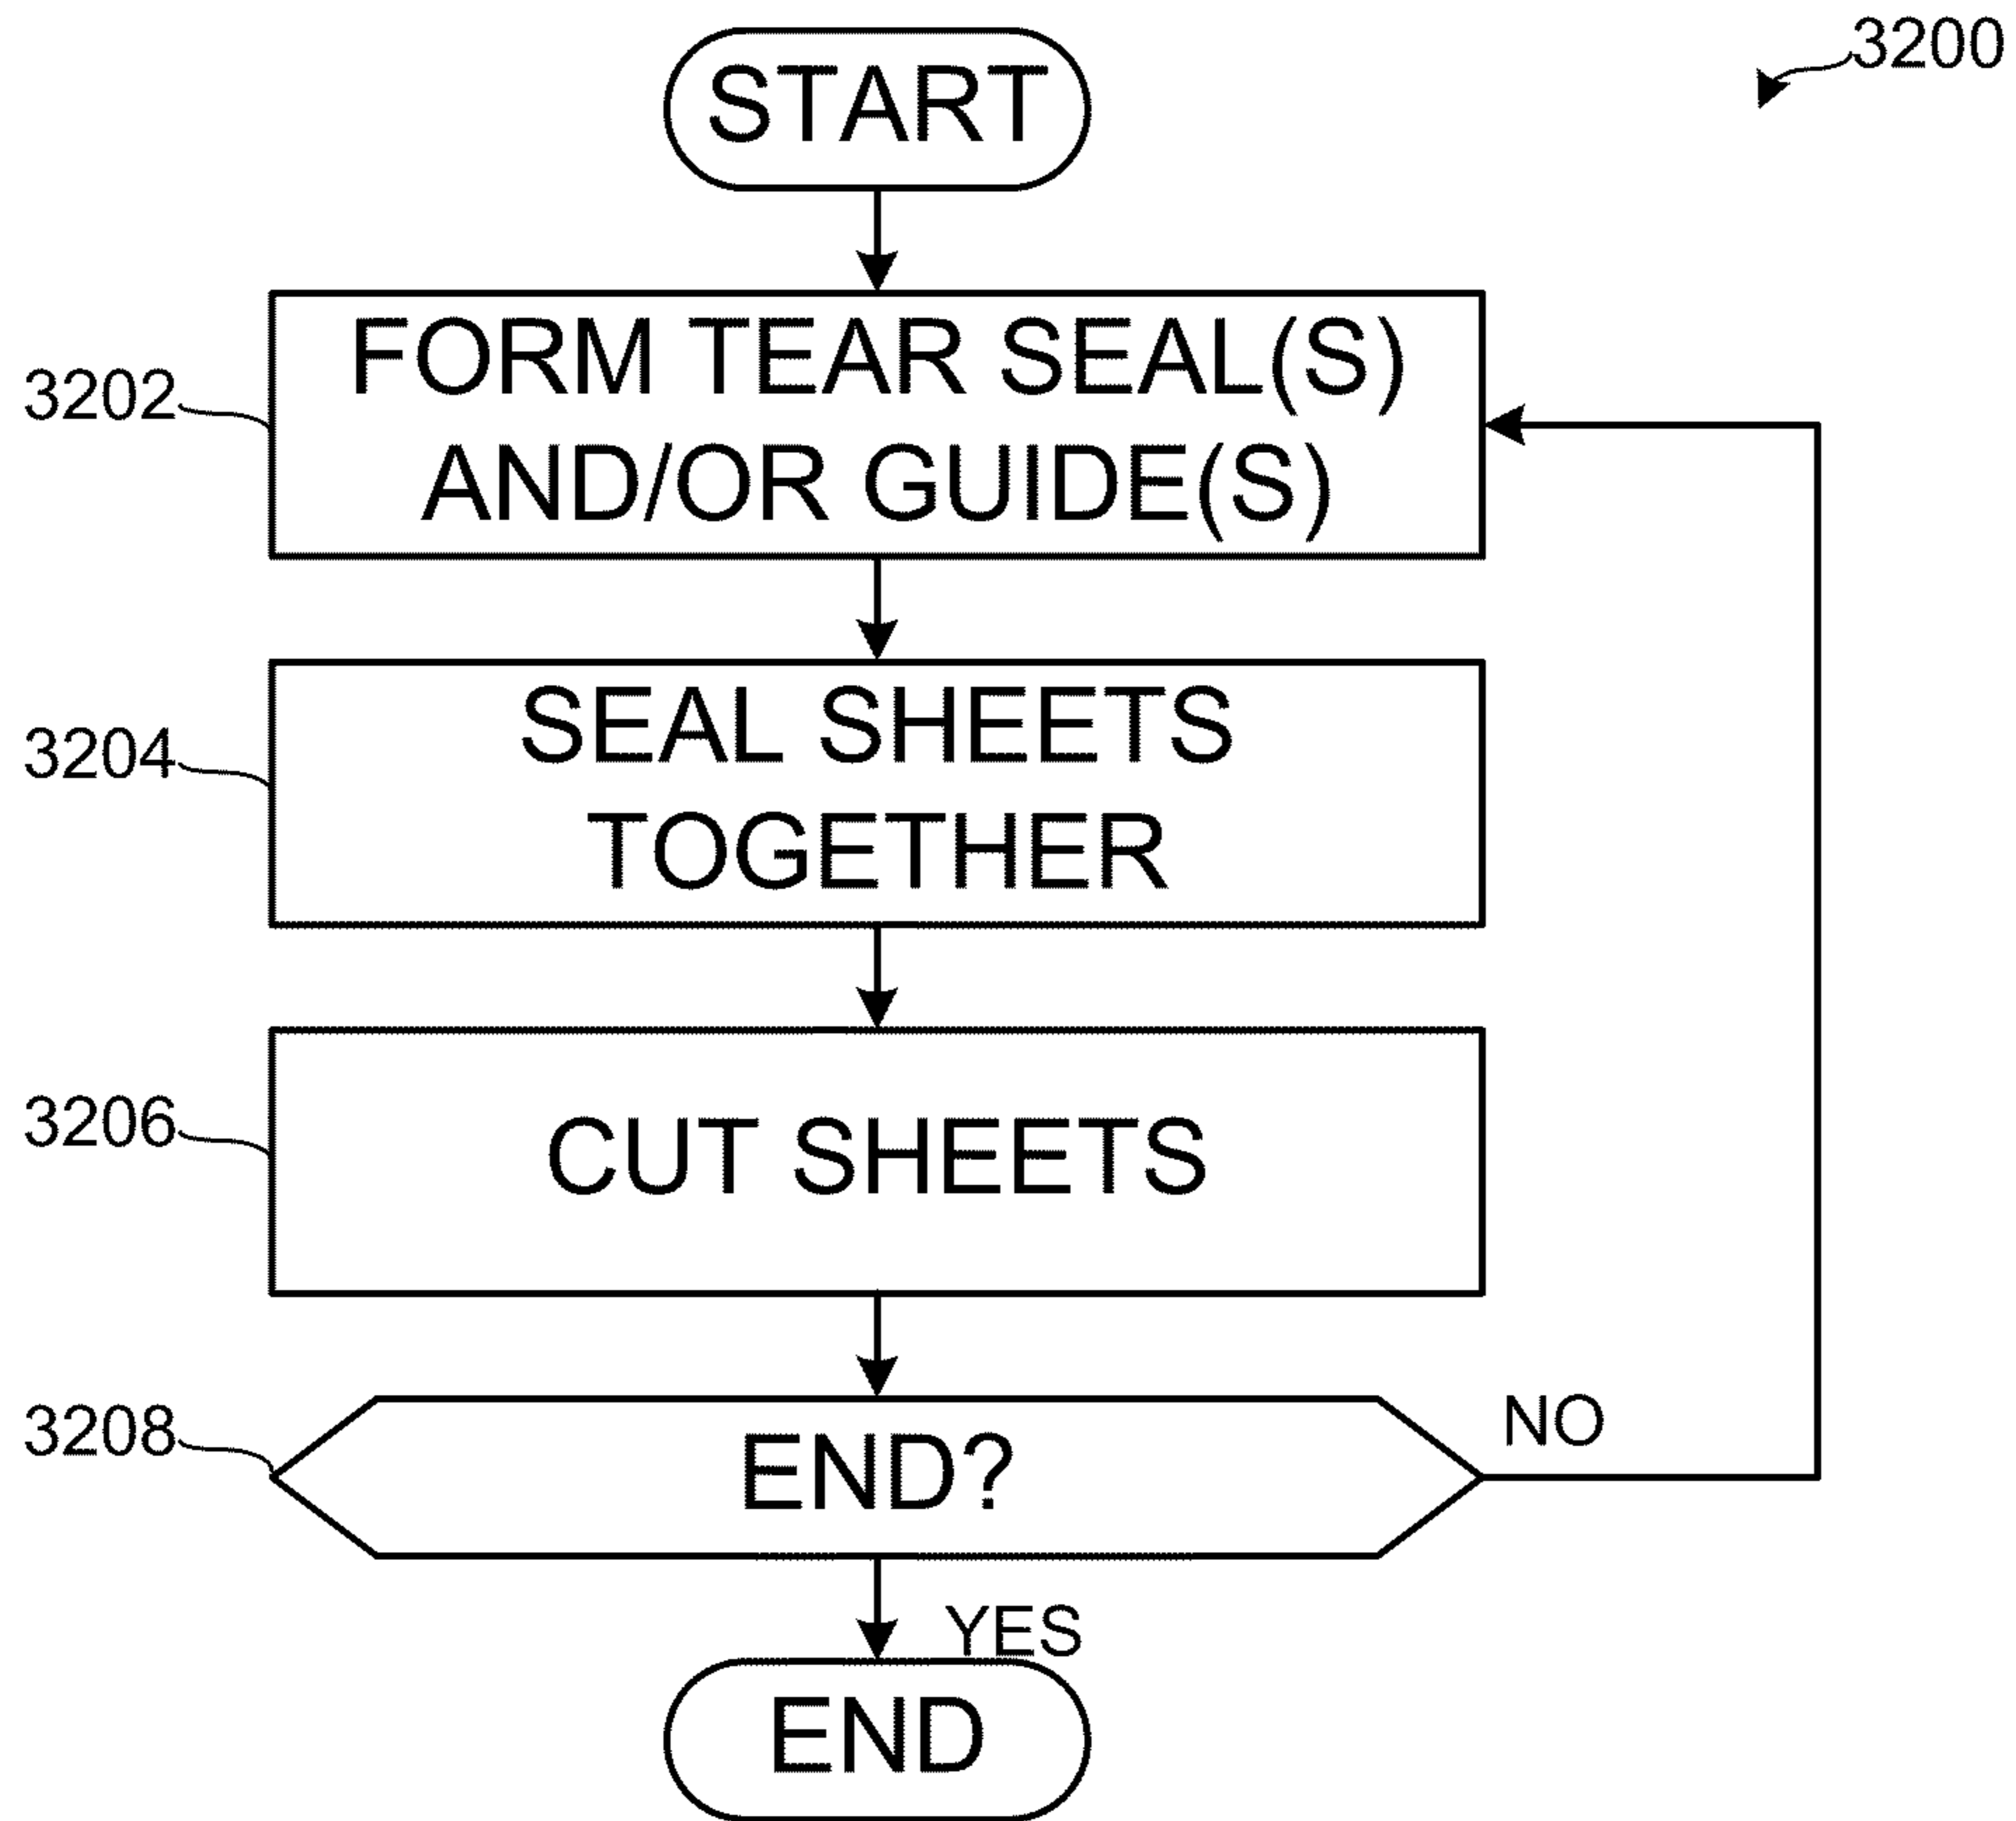 START
3200
FORM TEAR SEAL(S)
AND/OR GUIDE(S)
3202
SEAL SHEETS
TOGETHER
3204
CUT SHEETS
3206
END?
3208
NO
YES
END